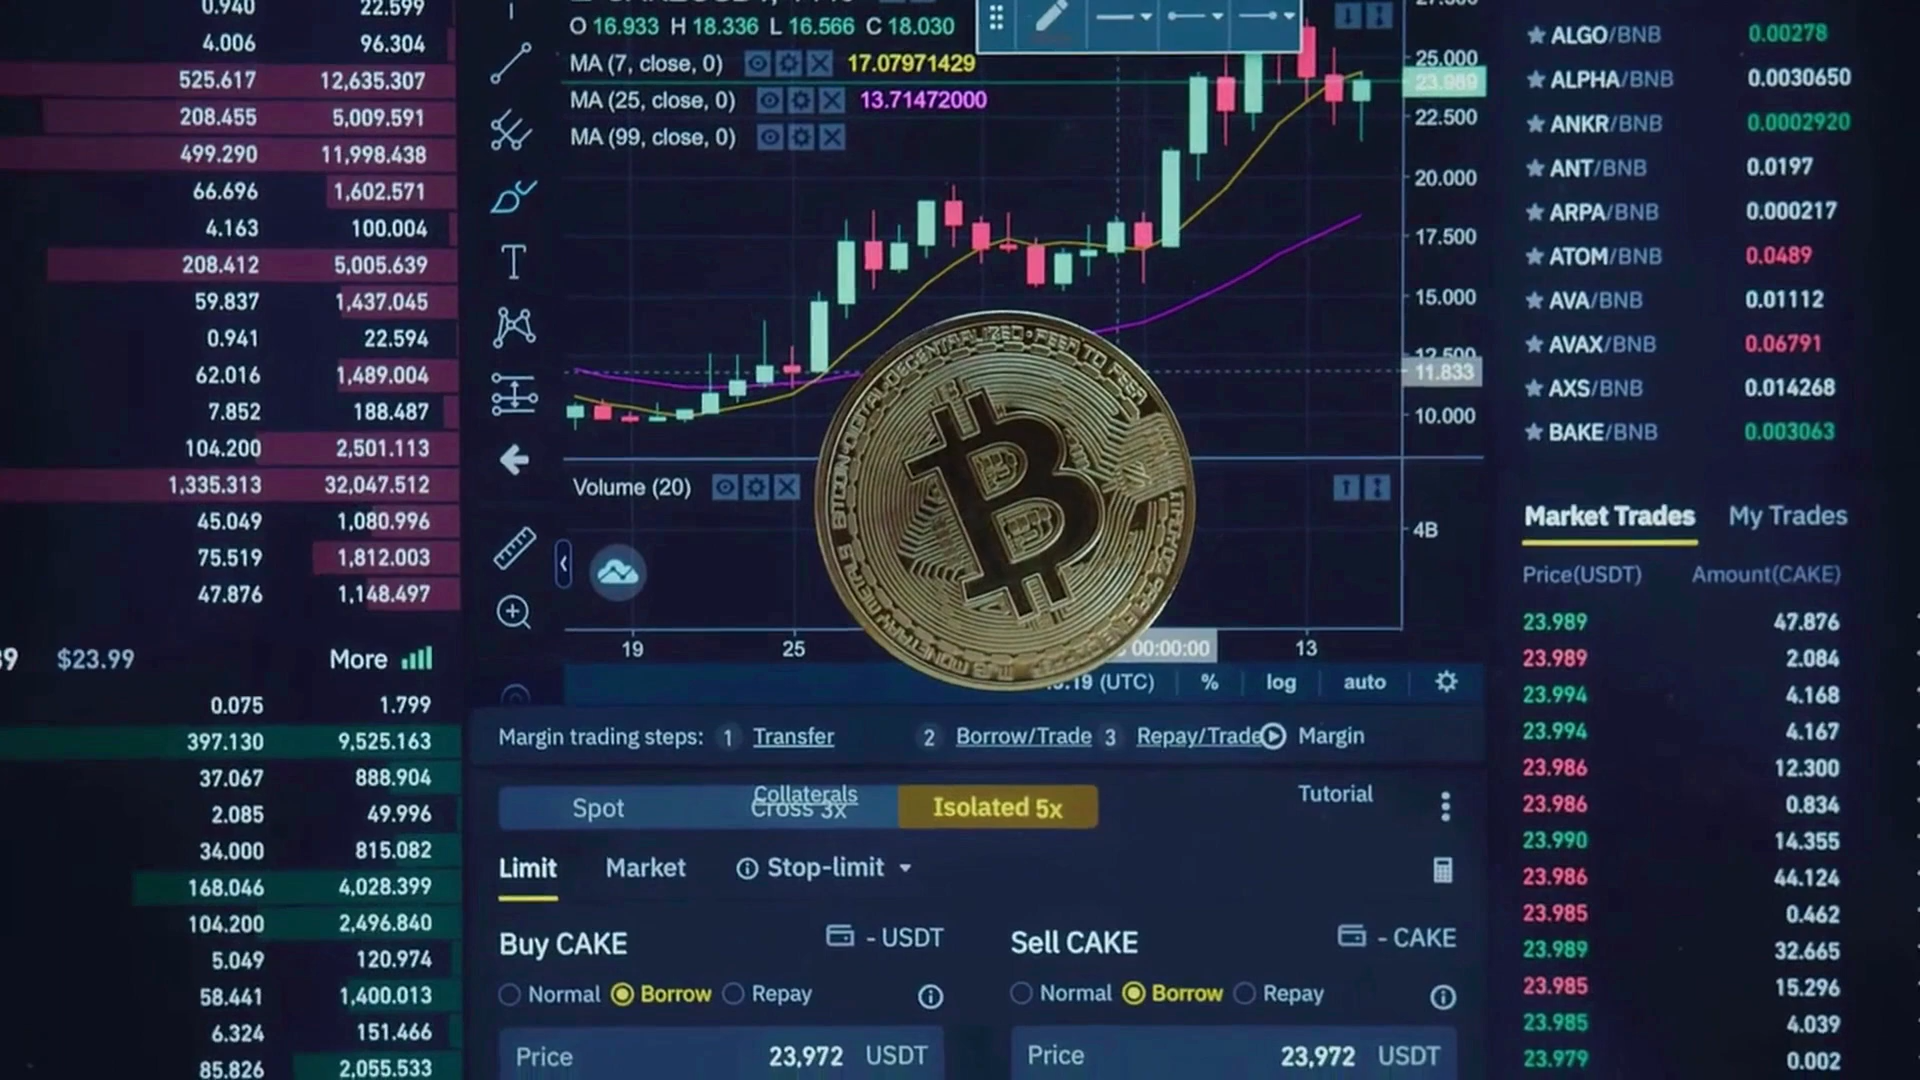 0.940 22.599
4.006 96.304
525.617 12,635.307
208.455 5,009.591
499.290 11,998.438
66.696 1,602.571
4.163 100.004
208.412 5,005.639
59.837 1,437.045
0.941 22.594
62.016 1,489.004
7.852 188.487
104.200 2,501.113
1,335.313 32,047.512
45.049 1,080.996
75.519 1,812.003
47.876 1,148.497
$23.99 More
0.075 1.799
397.130 9,525.163
37.067 888.904
2.085 49.996
34.000 815.082
168.046 4,028.399
104.200 2,496.840
5.049 120.974
58.441 1,400.013
6.324 151.466
85.826 2,055.533
O 16.933 H 18.336 L 16.566 C 18.030
MA (7, close, 0) 17.07971429
MA (25, close, 0) 13.71472000
MA (99, close, 0)
25.000
23.989
22.500
20.000
17.500
15.000
12.500
11.833
10.000
Volume (20)
4B
DECENTRALIZED • PEER TO PEER
19 25 00:00:00 13
(UTC) % log auto
Margin trading steps: 1 Transfer 2 Borrow/Trade 3 Repay/Trade Margin
Collaterals Tutorial
Spot Cross 3x Isolated 5x
Limit Market Stop-limit
Buy CAKE - USDT Sell CAKE - CAKE
Normal Borrow Repay Normal Borrow Repay
Price 23,972 USDT Price 23,972 USDT
ALGO/BNB 0.00278
ALPHA/BNB 0.0030650
ANKR/BNB 0.0002920
ANT/BNB 0.0197
ARPA/BNB 0.000217
ATOM/BNB 0.0489
AVA/BNB 0.01112
AVAX/BNB 0.06791
AXS/BNB 0.014268
BAKE/BNB 0.003063
Market Trades My Trades
Price(USDT) Amount(CAKE)
23.989 47.876
23.989 2.084
23.994 4.168
23.994 4.167
23.986 12.300
23.986 0.834
23.990 14.355
23.986 44.124
23.985 0.462
23.989 32.665
23.985 15.296
23.985 4.039
23.979 0.002